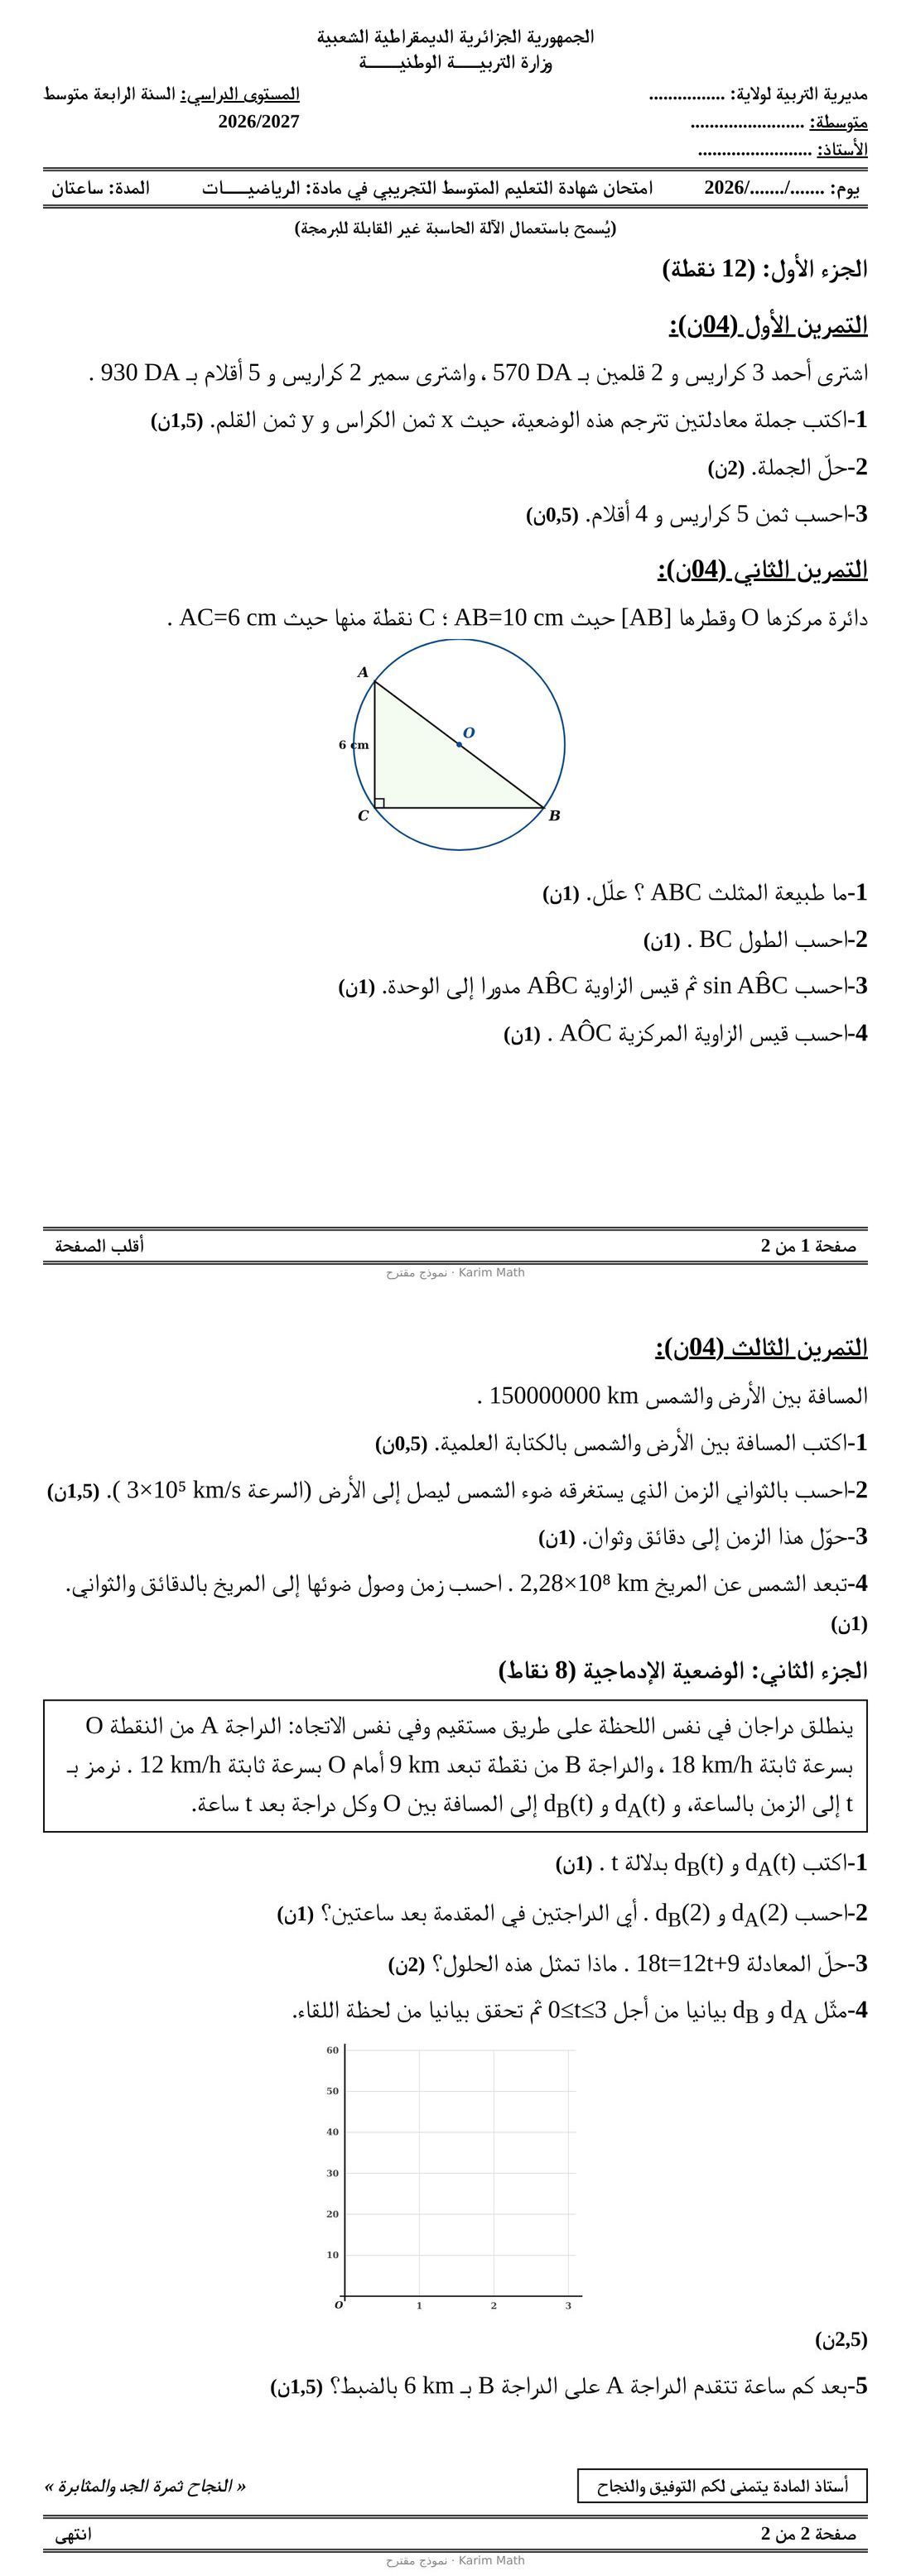 الجمهورية الجزائرية الديمقراطية الشعبية
وزارة التربيـــــة الوطنيـــــــة
مديرية التربية لولاية: ................
المستوى الدراسي: السنة الرابعة متوسط
متوسطة: ........................
2026/2027
الأستاذ: ........................
يوم: ......./......./2026
امتحان شهادة التعليم المتوسط التجريبي في مادة: الرياضيـــــات
المدة: ساعتان
(يُسمح باستعمال الآلة الحاسبة غير القابلة للبرمجة)
الجزء الأول: (12 نقطة)
التمرين الأول (04ن):
اشترى أحمد 3 كراريس و 2 قلمين بـ 570 DA ، واشترى سمير 2 كراريس و 5 أقلام بـ 930 DA .
1-اكتب جملة معادلتين تترجم هذه الوضعية، حيث x ثمن الكراس و y ثمن القلم. (1,5ن)
2-حلّ الجملة. (2ن)
3-احسب ثمن 5 كراريس و 4 أقلام. (0,5ن)
التمرين الثاني (04ن):
دائرة مركزها O وقطرها [AB] حيث AB=10 cm ؛ C نقطة منها حيث AC=6 cm .
A
O
6 cm
C
B
1-ما طبيعة المثلث ABC ؟ علّل. (1ن)
2-احسب الطول BC . (1ن)
3-احسب sin AB̂C ثم قيس الزاوية AB̂C مدورا إلى الوحدة. (1ن)
4-احسب قيس الزاوية المركزية AÔC . (1ن)
صفحة 1 من 2
أقلب الصفحة
Karim Math · نموذج مقترح
التمرين الثالث (04ن):
المسافة بين الأرض والشمس 150000000 km .
1-اكتب المسافة بين الأرض والشمس بالكتابة العلمية. (0,5ن)
2-احسب بالثواني الزمن الذي يستغرقه ضوء الشمس ليصل إلى الأرض (السرعة 3×10⁵ km/s ). (1,5ن)
3-حوّل هذا الزمن إلى دقائق وثوان. (1ن)
4-تبعد الشمس عن المريخ 2,28×10⁸ km . احسب زمن وصول ضوئها إلى المريخ بالدقائق والثواني.
(1ن)
الجزء الثاني: الوضعية الإدماجية (8 نقاط)
ينطلق دراجان في نفس اللحظة على طريق مستقيم وفي نفس الاتجاه: الدراجة A من النقطة O
بسرعة ثابتة 18 km/h ، والدراجة B من نقطة تبعد 9 km أمام O بسرعة ثابتة 12 km/h . نرمز بـ
t إلى الزمن بالساعة، و dA(t) و dB(t) إلى المسافة بين O وكل دراجة بعد t ساعة.
1-اكتب dA(t) و dB(t) بدلالة t . (1ن)
2-احسب dA(2) و dB(2) . أي الدراجتين في المقدمة بعد ساعتين؟ (1ن)
3-حلّ المعادلة 18t=12t+9 . ماذا تمثل هذه الحلول؟ (2ن)
4-مثّل dA و dB بيانيا من أجل 0≤t≤3 ثم تحقق بيانيا من لحظة اللقاء.
60
50
40
30
20
10
O 1 2 3
(2,5ن)
5-بعد كم ساعة تتقدم الدراجة A على الدراجة B بـ 6 km بالضبط؟ (1,5ن)
أستاذ المادة يتمنى لكم التوفيق والنجاح
« النجاح ثمرة الجد والمثابرة »
صفحة 2 من 2
انتهى
Karim Math · نموذج مقترح